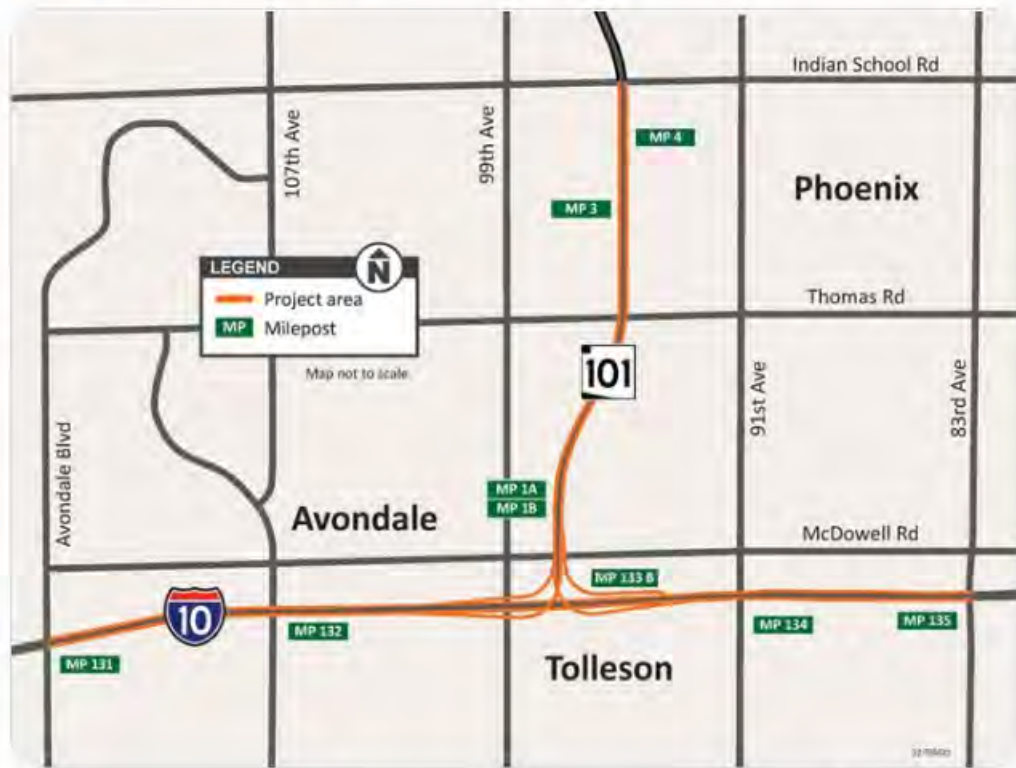 Indian School Rd
107th Ave
99th Ave
MP 4
Phoenix
MP 3
LEGEND
N
Project area
MP Milepost
Thomas Rd
Map not to scale
101
Avondale Blvd
91st Ave
83rd Ave
MP 1A
MP 1B
Avondale
McDowell Rd
MP 133 B
10
MP 132
MP 134
MP 135
MP 131
Tolleson